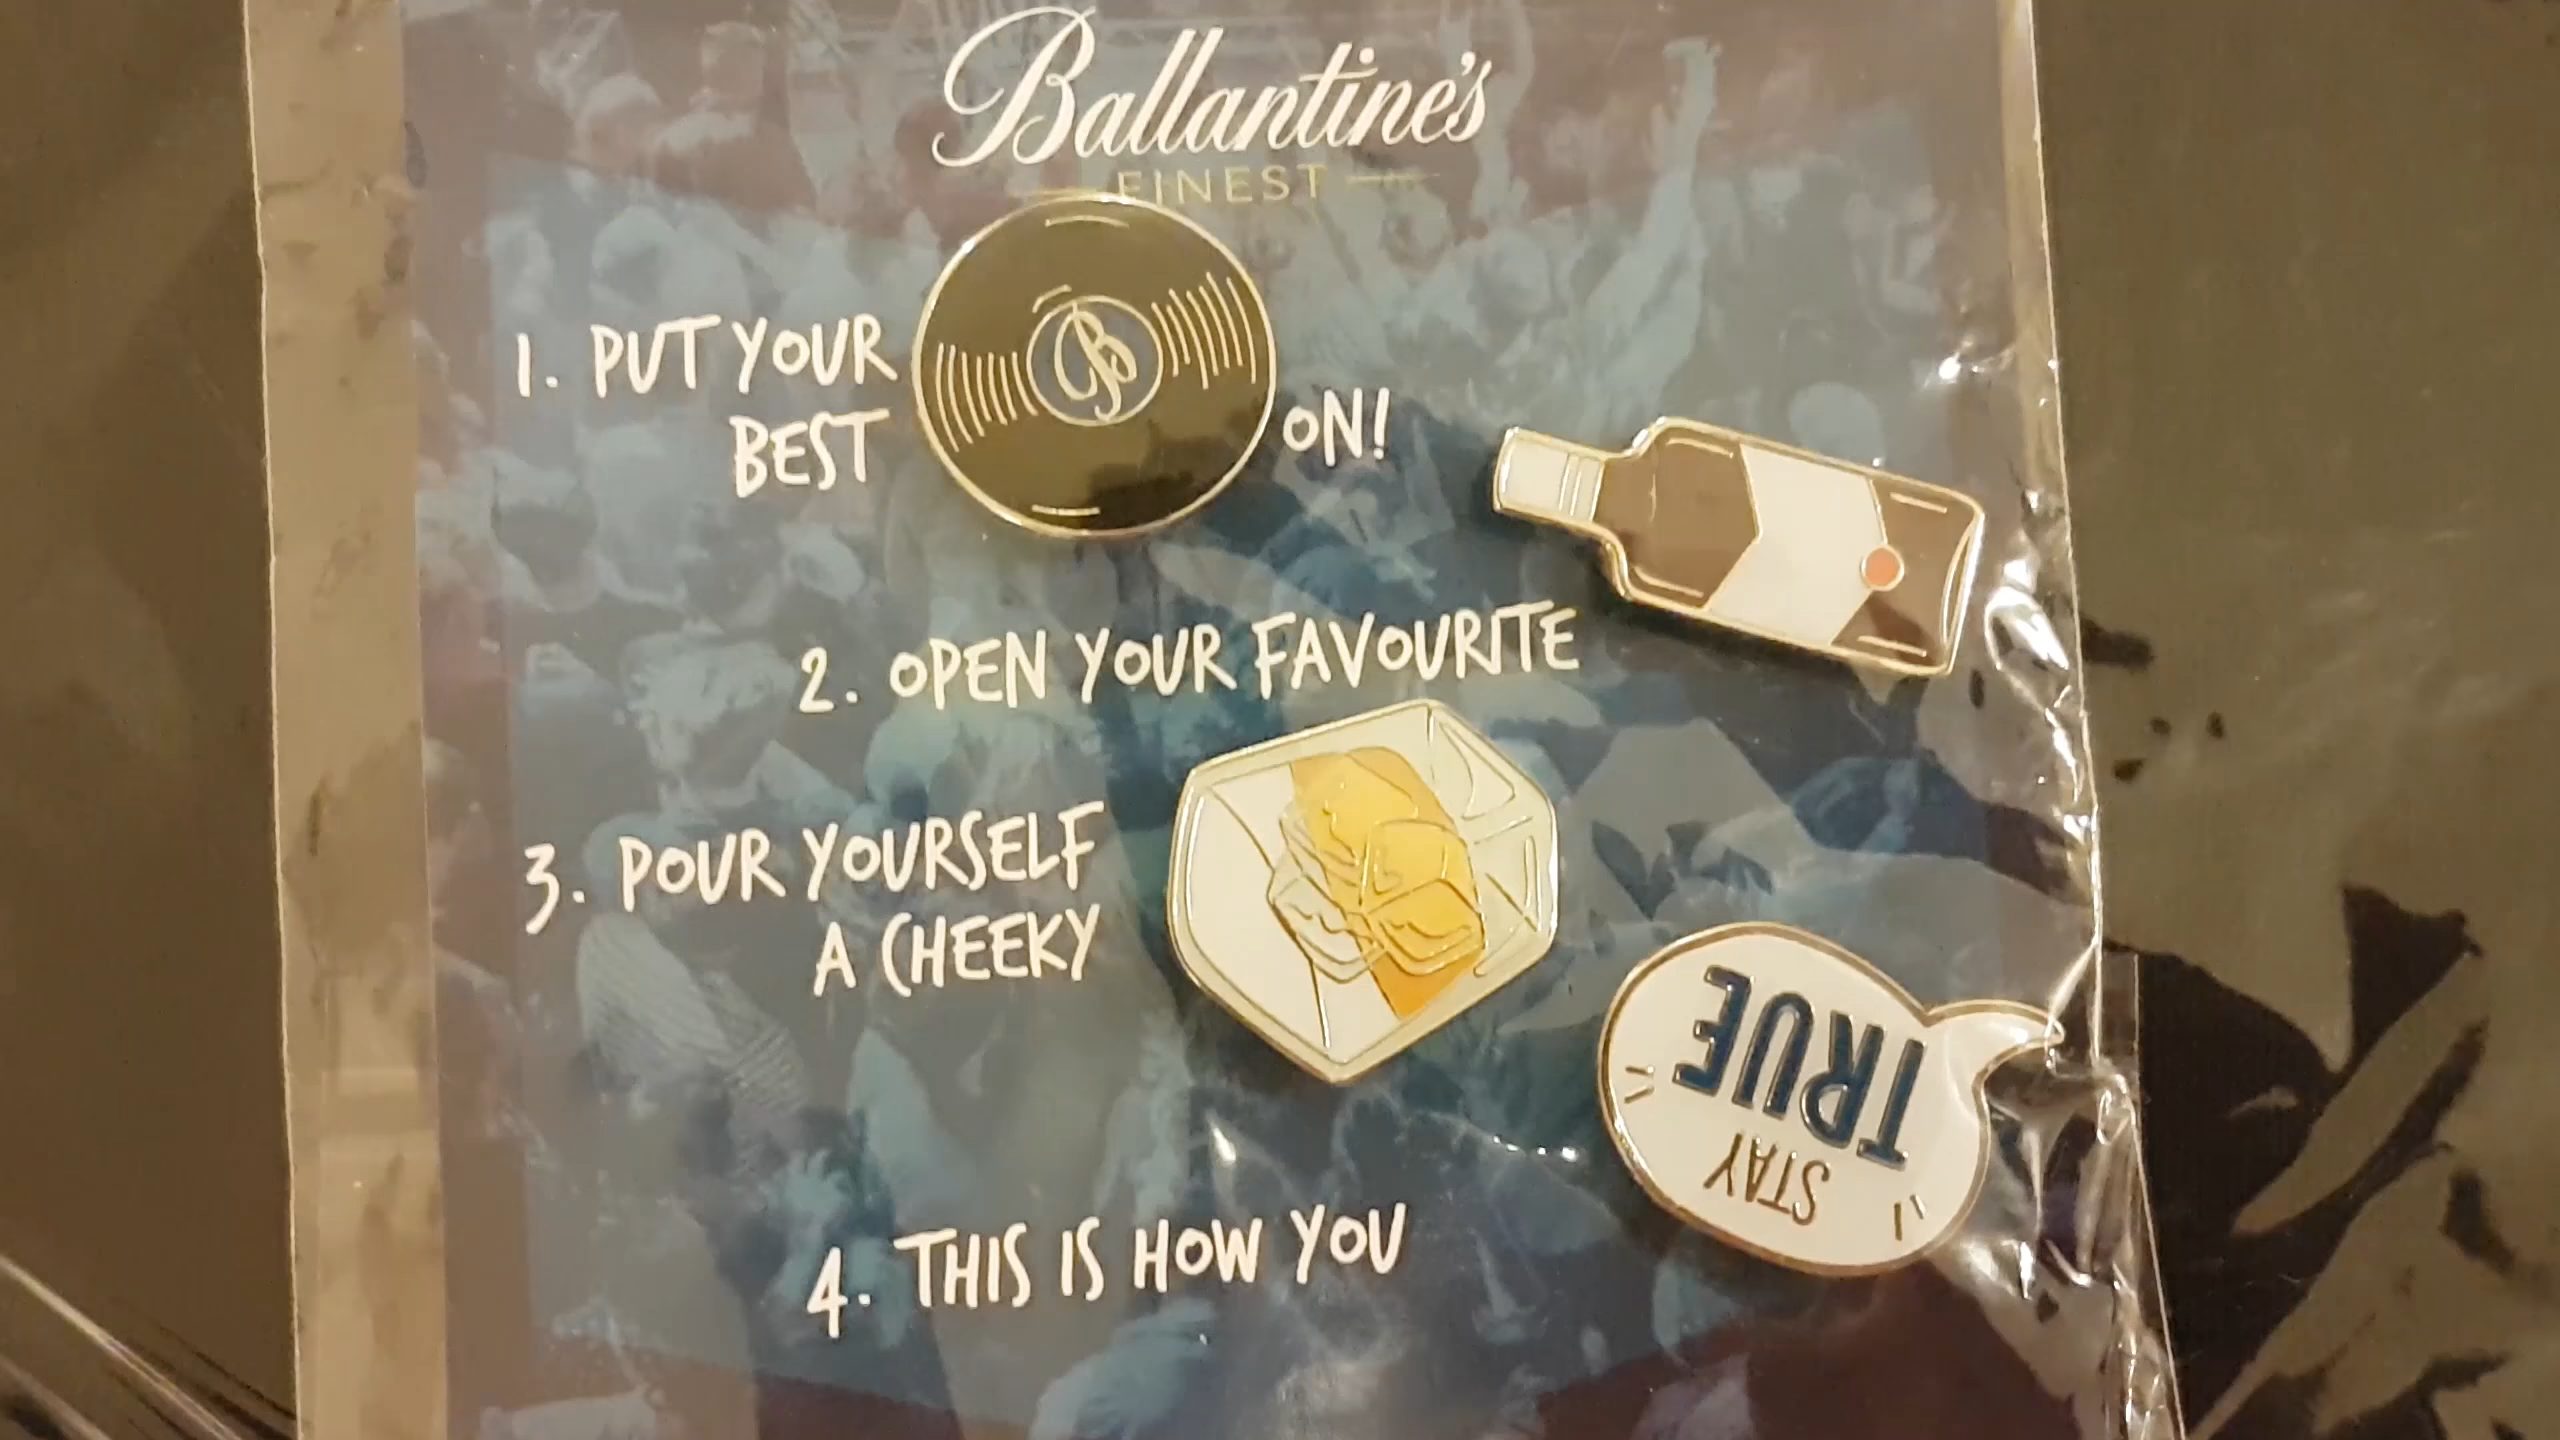 Ballantine's
FINEST
1. PUT YOUR
BEST
B
ON!
2. OPEN YOUR FAVOURITE
3. POUR YOURSELF
A CHEEKY
STAY
TRUE
4. THIS IS HOW YOU